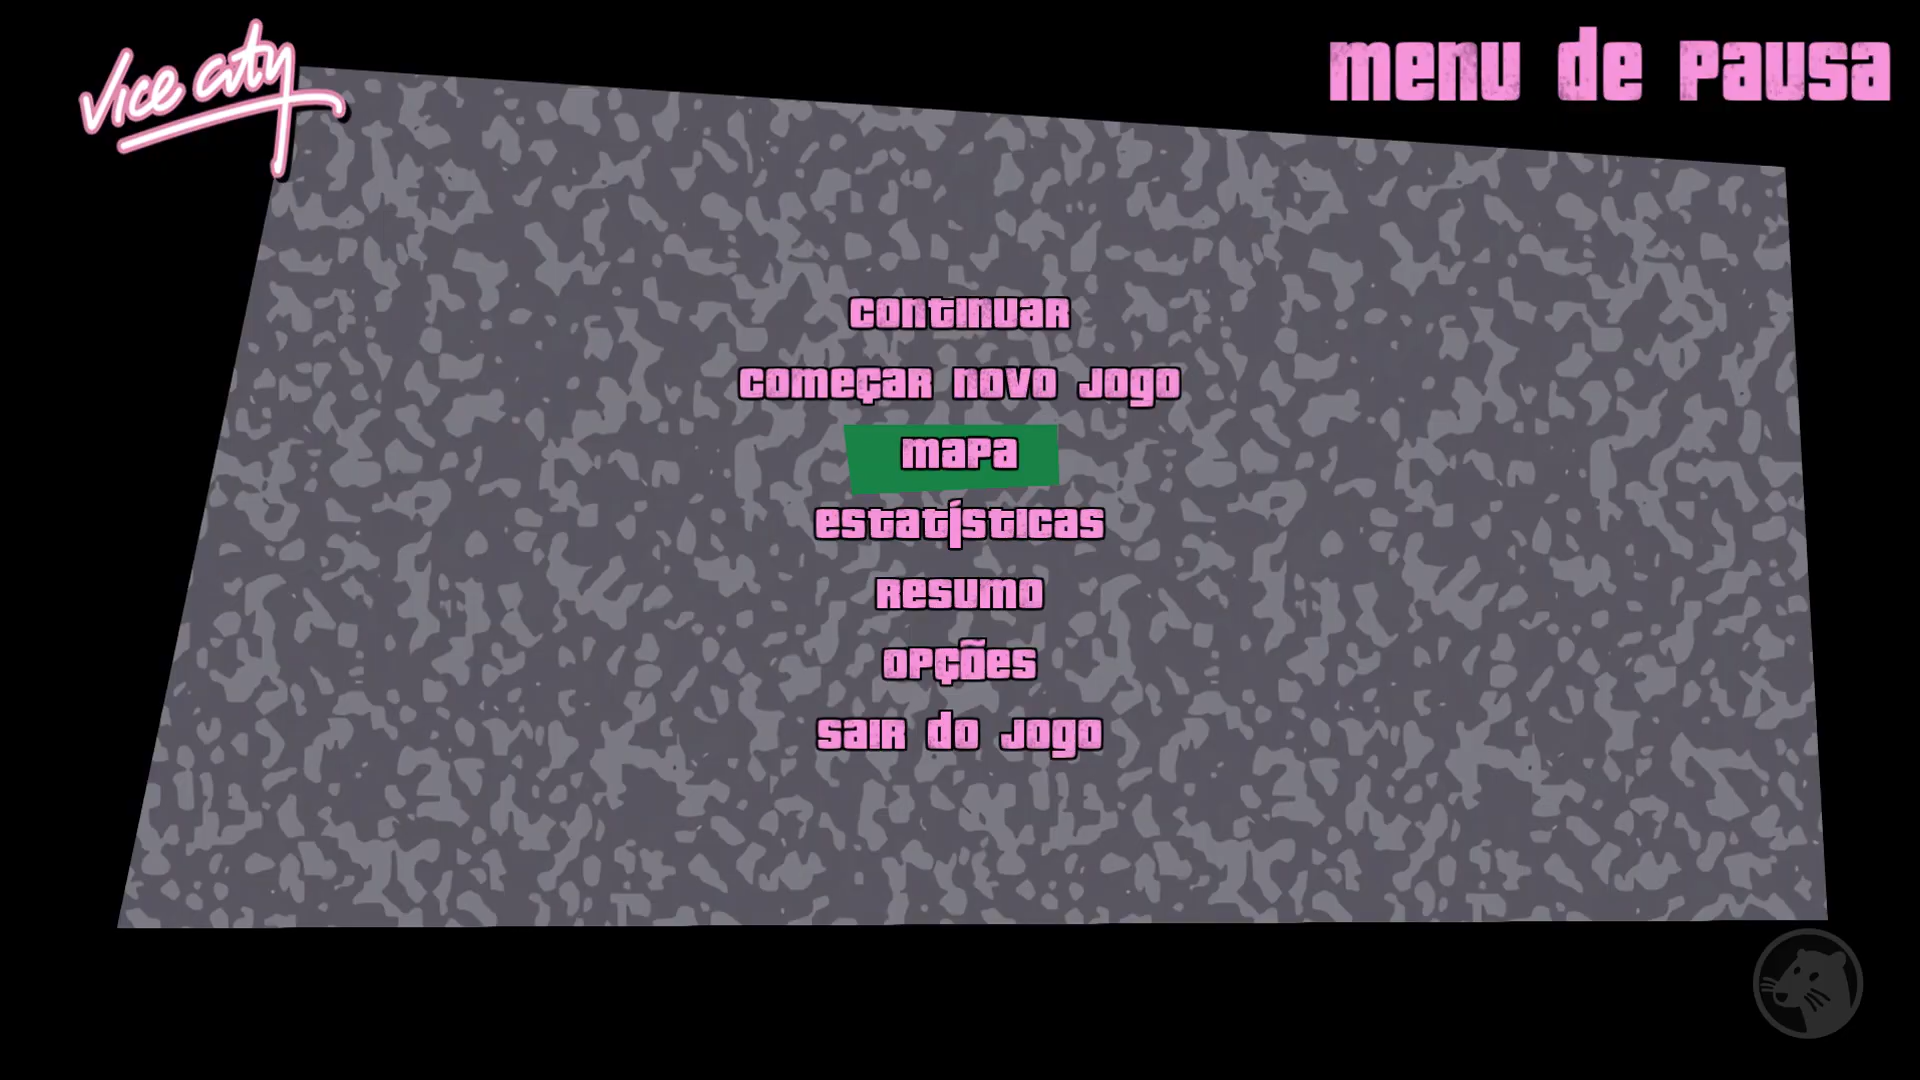 vice city
menu de pausa
continuar
começar novo jogo
mapa
estatísticas
resumo
opções
sair do jogo